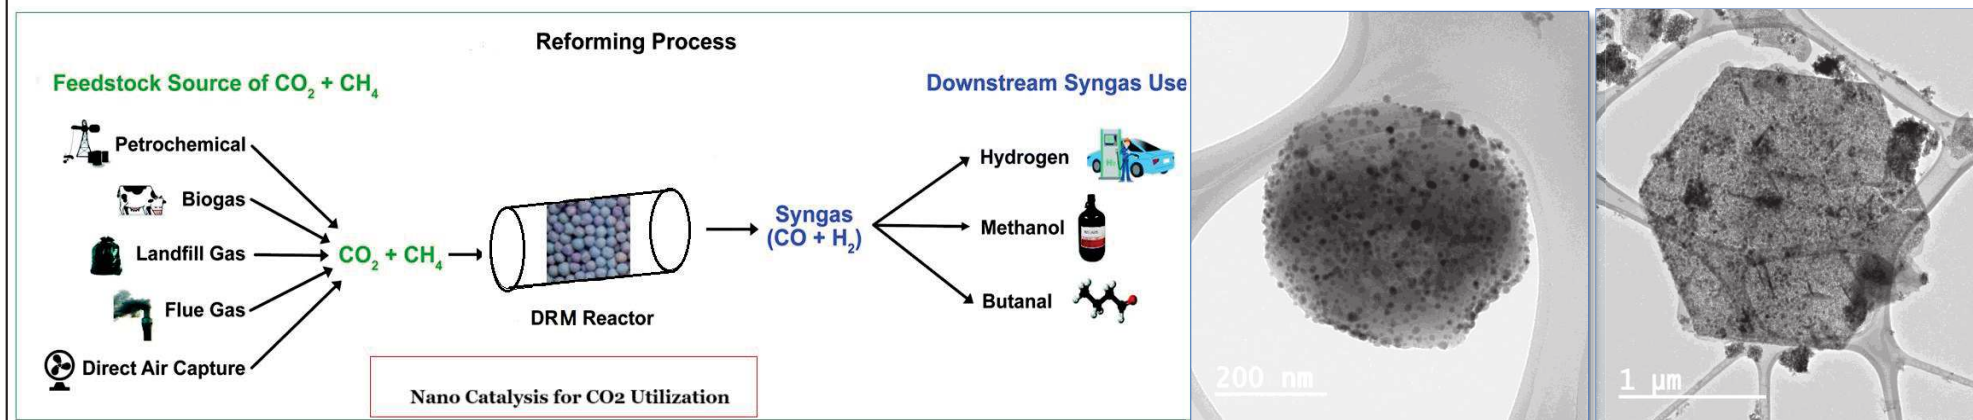 Reforming Process
Feedstock Source of CO₂ + CH₄
Downstream Syngas Use
Petrochemical
Biogas
Landfill Gas
Flue Gas
Direct Air Capture
CO₂ + CH₄
DRM Reactor
Syngas
(CO + H₂)
Hydrogen
Methanol
Butanal
Nano Catalysis for CO2 Utilization
200 nm
1 µm